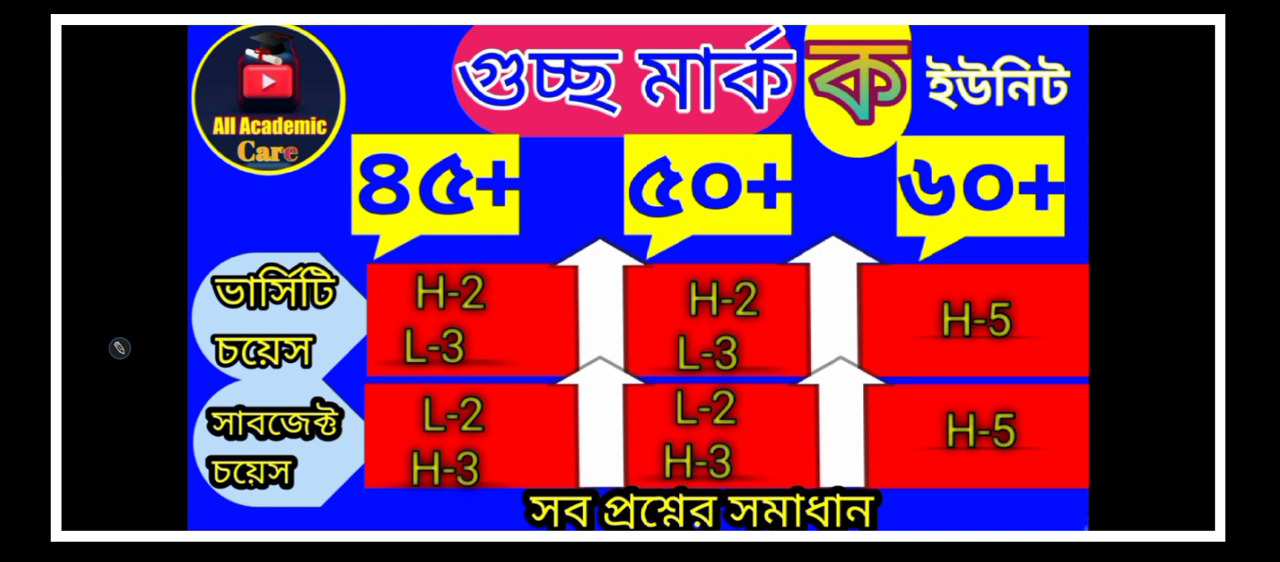 All Academic
Care
গুচ্ছ মার্ক ক ইউনিট
৪৫+ ৫০+ ৬০+
ভার্সিটি
চয়েস
H-2
L-3
H-2
L-3
H-5
সাবজেক্ট
চয়েস
L-2
H-3
L-2
H-3
H-5
সব প্রশ্নের সমাধান